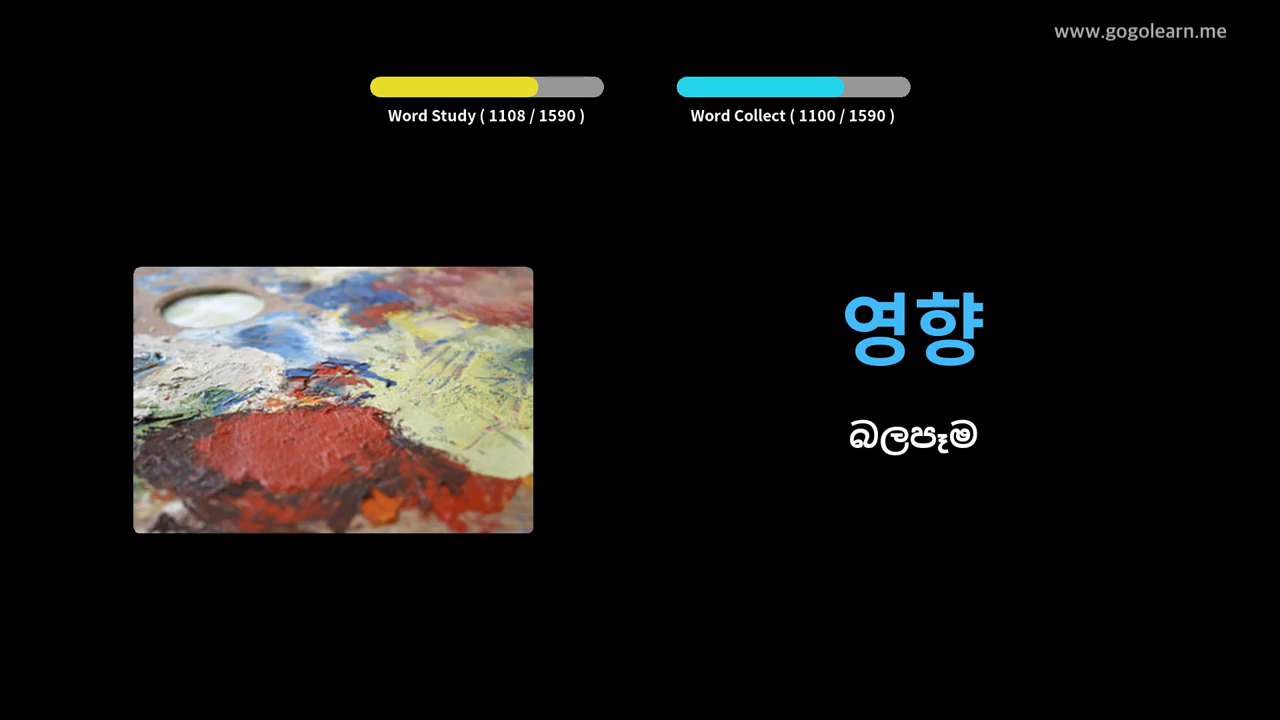 www.gogolearn.me
Word Study ( 1108 / 1590 )
Word Collect ( 1100 / 1590 )
영향
බලපෑම